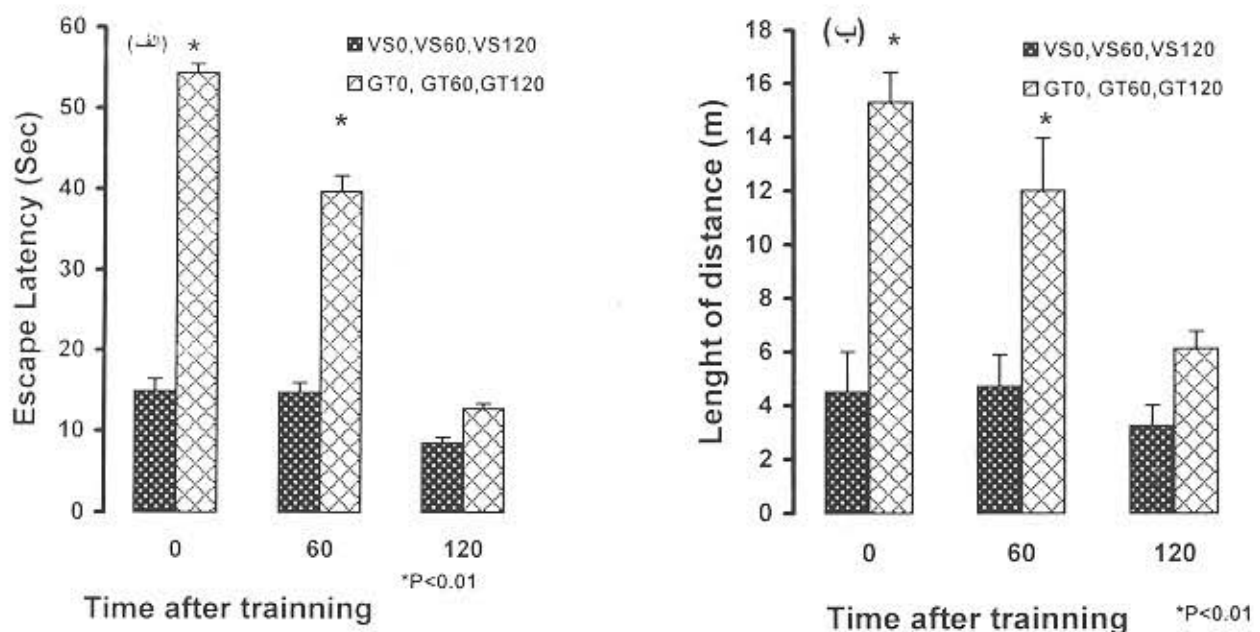 (الف)
VS0,VS60,VS120
GT0, GT60,GT120
Escape Latency (Sec)
60
50
40
30
20
10
0
*
*
0
60
120
*P<0.01
Time after trainning
(ب)
VS0,VS60,VS120
GT0, GT60,GT120
Lenght of distance (m)
18
16
14
12
10
8
6
4
2
0
*
*
0
60
120
Time after trainning
*P<0.01